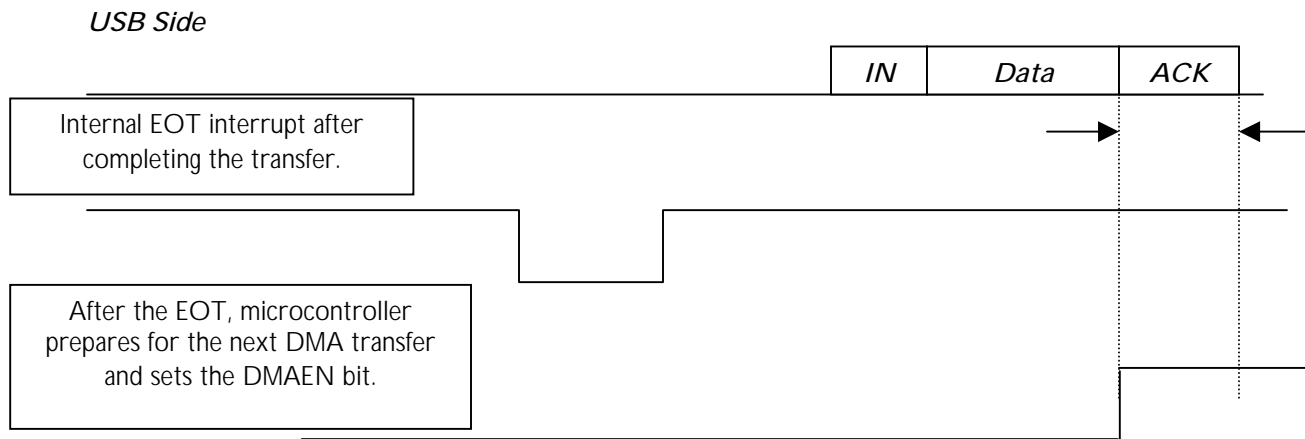 USB Side
IN Data ACK
Internal EOT interrupt after
completing the transfer.
After the EOT, microcontroller
prepares for the next DMA transfer
and sets the DMAEN bit.